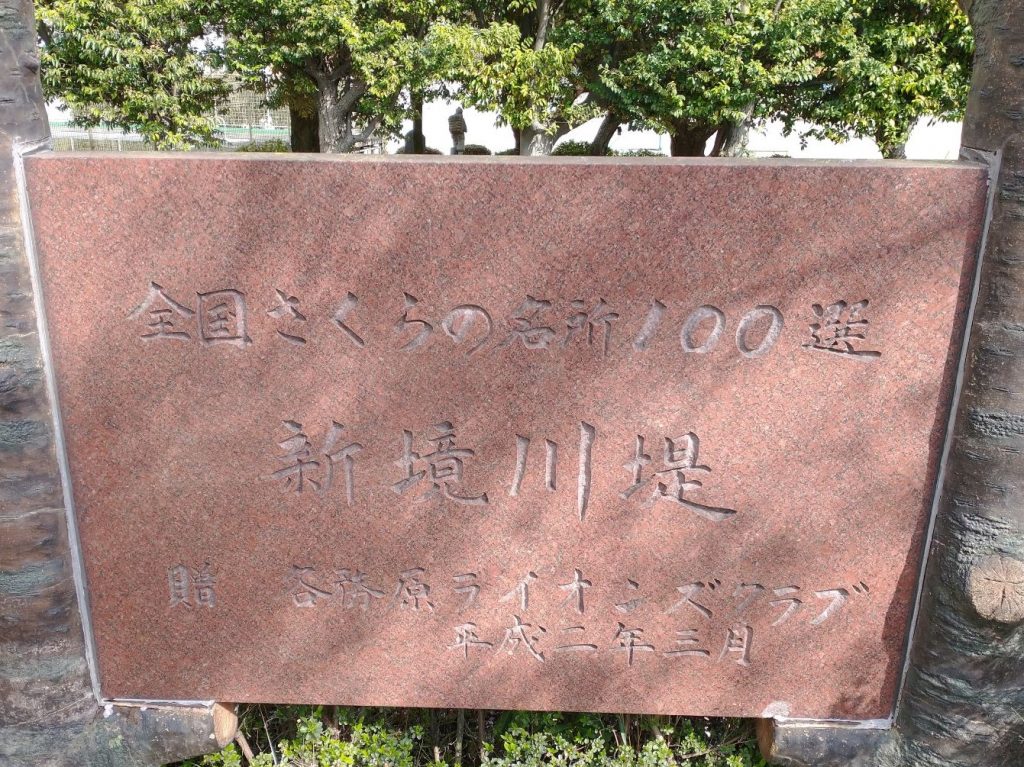 全国さくらの名所100選
新境川堤
贈　各務原ライオンズクラブ
平成二年三月